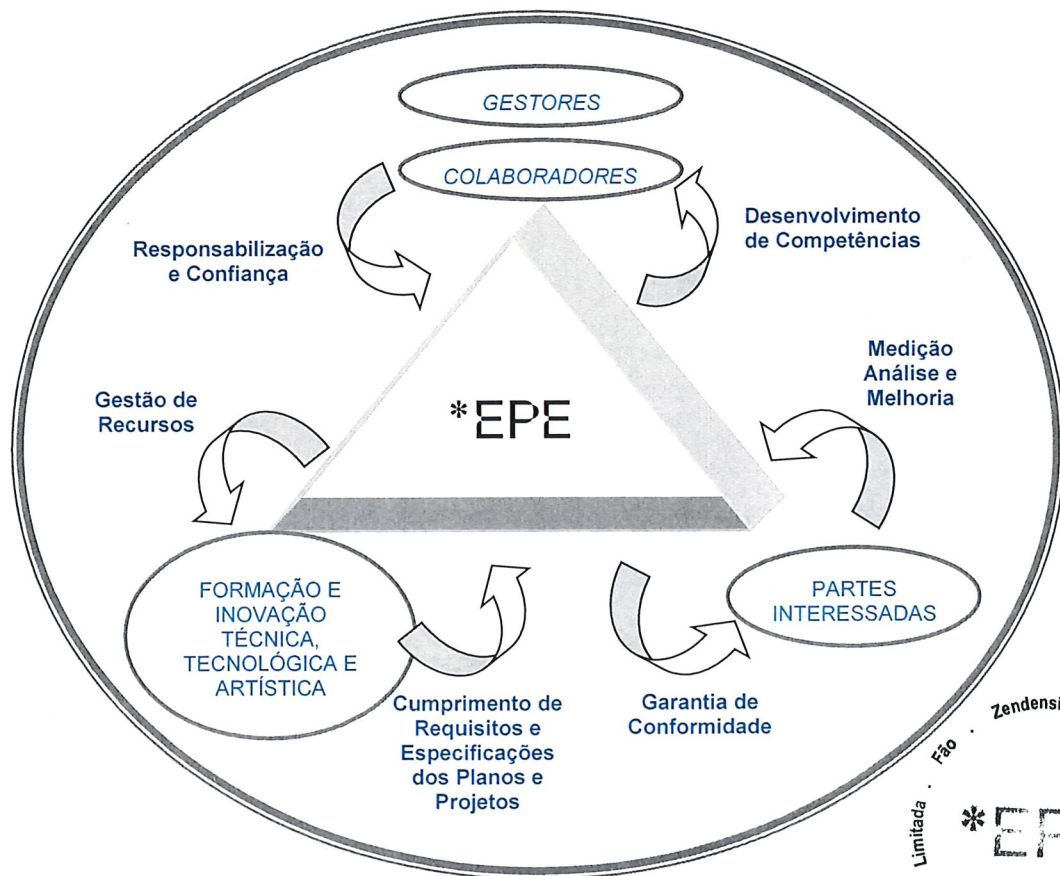 GESTORES
COLABORADORES
Responsabilização
e Confiança
Desenvolvimento
de Competências
Gestão de
Recursos
Medição
Análise e
Melhoria
*EPE
FORMAÇÃO E
INOVAÇÃO
TÉCNICA,
TECNOLÓGICA E
ARTÍSTICA
PARTES
INTERESSADAS
Cumprimento de
Requisitos e
Especificações
dos Planos e
Projetos
Garantia de
Conformidade
Limitada . Fão .